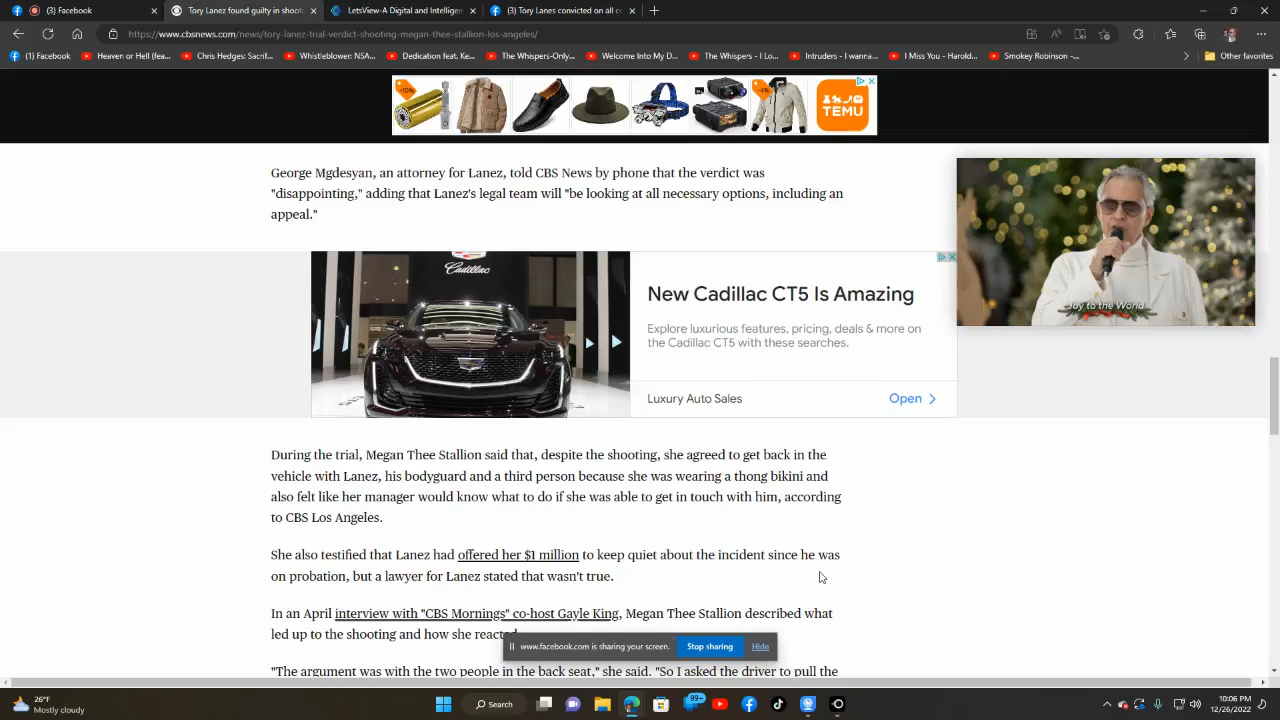 (3) Facebook
Tory Lanez found guilty in shooti
LetsView-A Digital and Intelligen
(3) Tory Lanez convicted on all co
https://www.cbsnews.com/news/tory-lanez-trial-verdict-shooting-megan-thee-stallion-los-angeles/
(1) Facebook
Heaven or Hell (fea...
Chris Hedges: Sacrif...
Whistleblower: NSA...
Dedication feat. Ke...
The Whispers-Only...
Welcome Into My D...
The Whispers - I Lo...
Intruders - I wanna...
I Miss You - Harold...
Smokey Robinson -...
Other favorites
-10%
-4%
TEMU
George Mgdesyan, an attorney for Lanez, told CBS News by phone that the verdict was
"disappointing," adding that Lanez's legal team will "be looking at all necessary options, including an
appeal."
Cadillac
New Cadillac CT5 Is Amazing
Explore luxurious features, pricing, deals & more on
the Cadillac CT5 with these searches.
Luxury Auto Sales
Open
Joy to the World
During the trial, Megan Thee Stallion said that, despite the shooting, she agreed to get back in the
vehicle with Lanez, his bodyguard and a third person because she was wearing a thong bikini and
also felt like her manager would know what to do if she was able to get in touch with him, according
to CBS Los Angeles.
She also testified that Lanez had offered her $1 million to keep quiet about the incident since he was
on probation, but a lawyer for Lanez stated that wasn't true.
In an April interview with "CBS Mornings" co-host Gayle King, Megan Thee Stallion described what
led up to the shooting and how she reacted.
www.facebook.com is sharing your screen.
Stop sharing
Hide
"The argument was with the two people in the back seat," she said. "So I asked the driver to pull the
26°F
Mostly cloudy
Search
99+
10:06 PM
12/26/2022